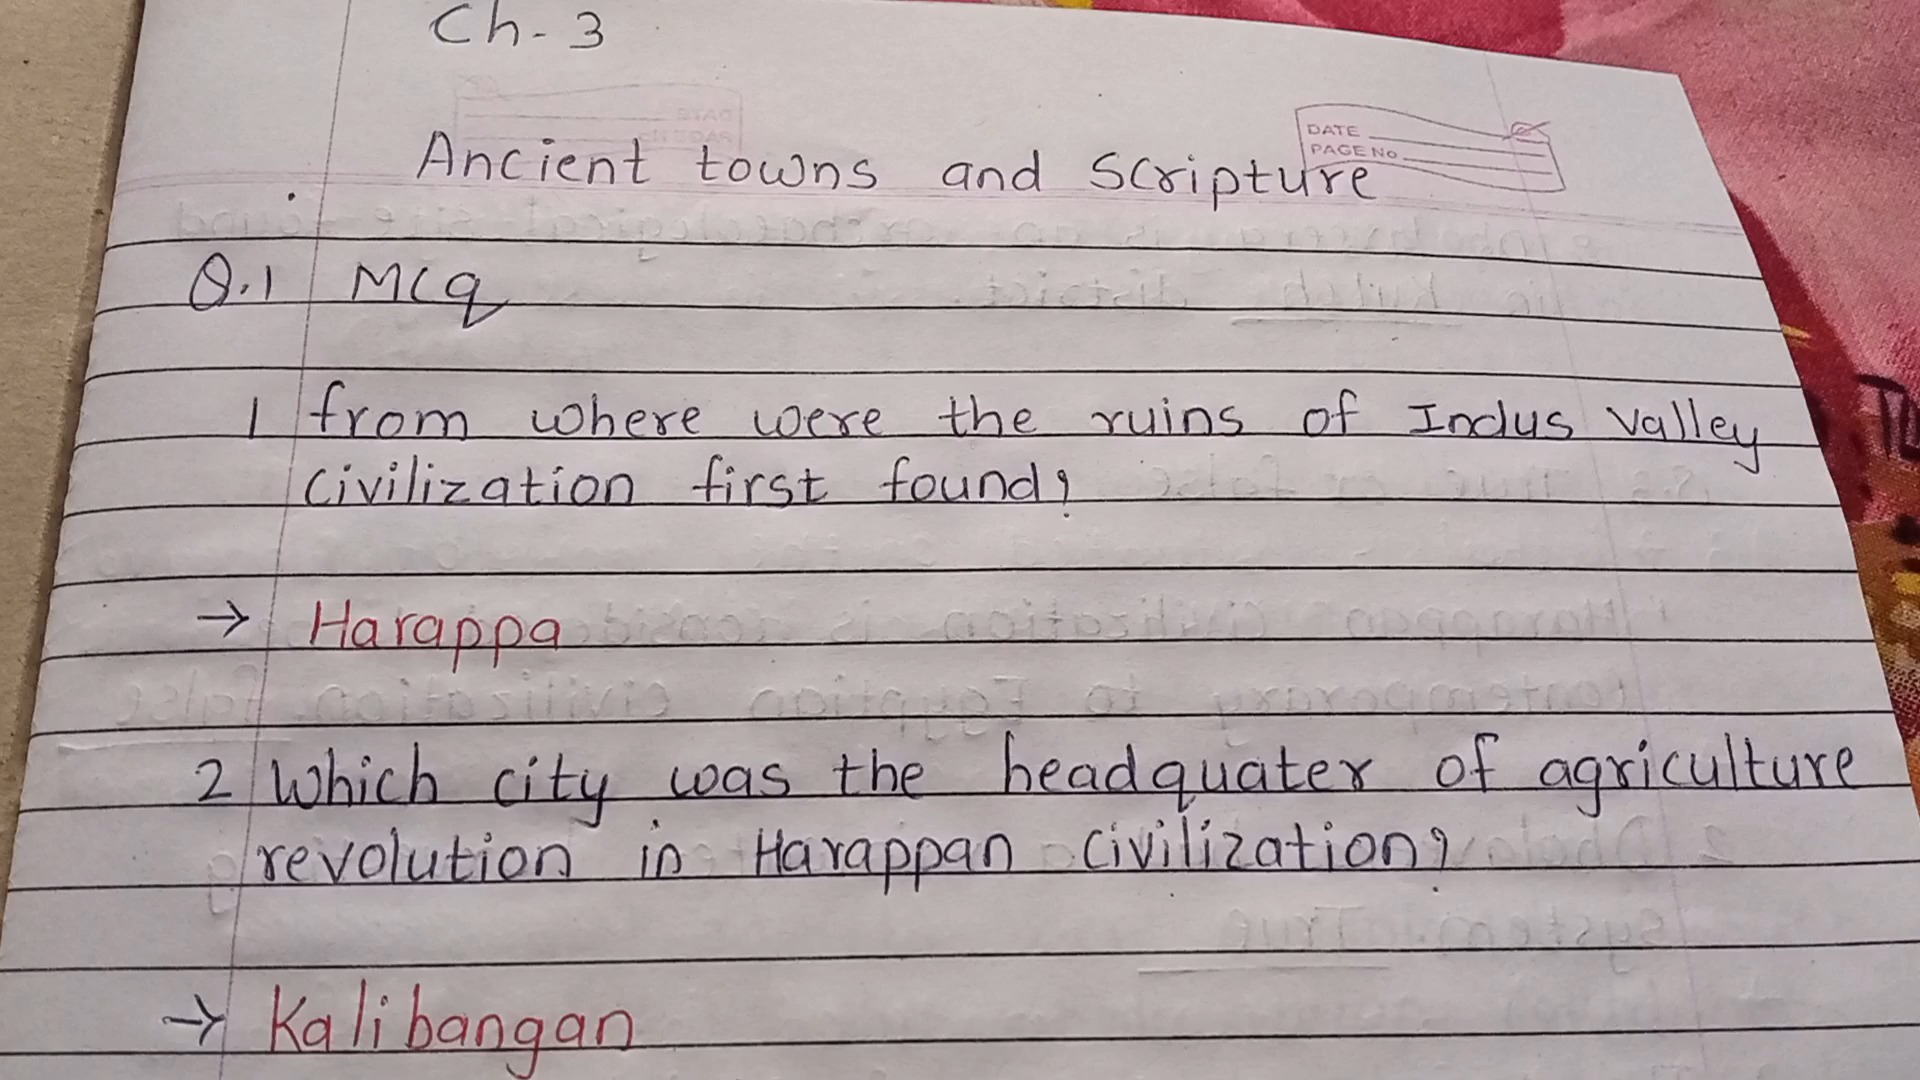 Ch-3
DATE
PAGE No
Ancient towns and Scripture
Q.1 MCq
1 from where were the ruins of Indus Valley
civilization first found?
→ Harappa
2 Which city was the headquater of agriculture
revolution in Harappan civilization?
→ Kalibangan